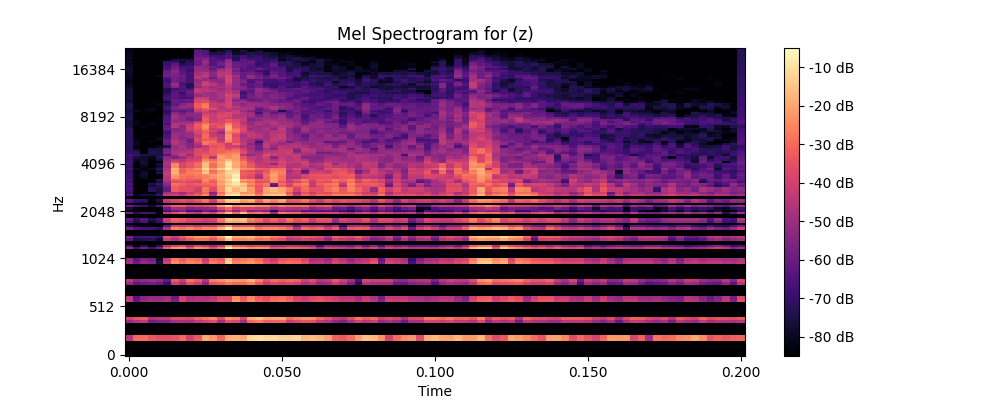 Mel Spectrogram for (z)
Hz
16384
8192
4096
2048
1024
512
0
0.000 0.050 0.100 0.150 0.200
Time
-10 dB
-20 dB
-30 dB
-40 dB
-50 dB
-60 dB
-70 dB
-80 dB